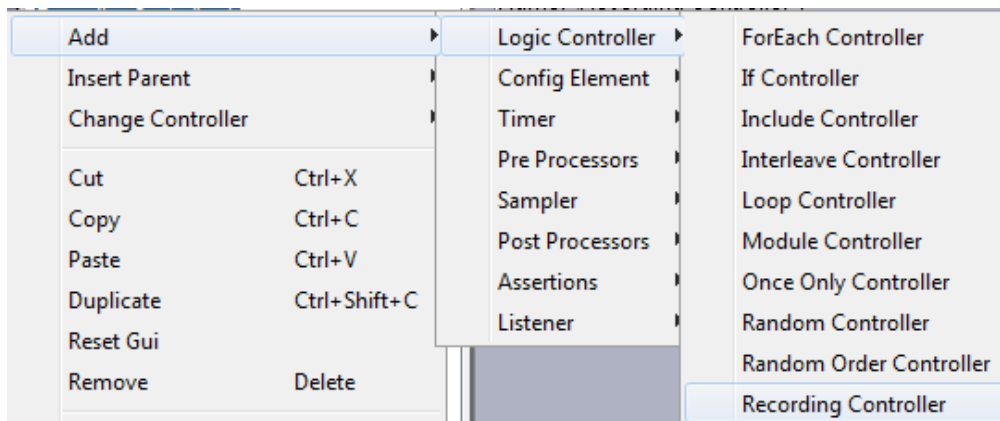 Add
Insert Parent
Change Controller
Cut Ctrl+X
Copy Ctrl+C
Paste Ctrl+V
Duplicate Ctrl+Shift+C
Reset Gui
Remove Delete
Logic Controller
Config Element
Timer
Pre Processors
Sampler
Post Processors
Assertions
Listener
ForEach Controller
If Controller
Include Controller
Interleave Controller
Loop Controller
Module Controller
Once Only Controller
Random Controller
Random Order Controller
Recording Controller